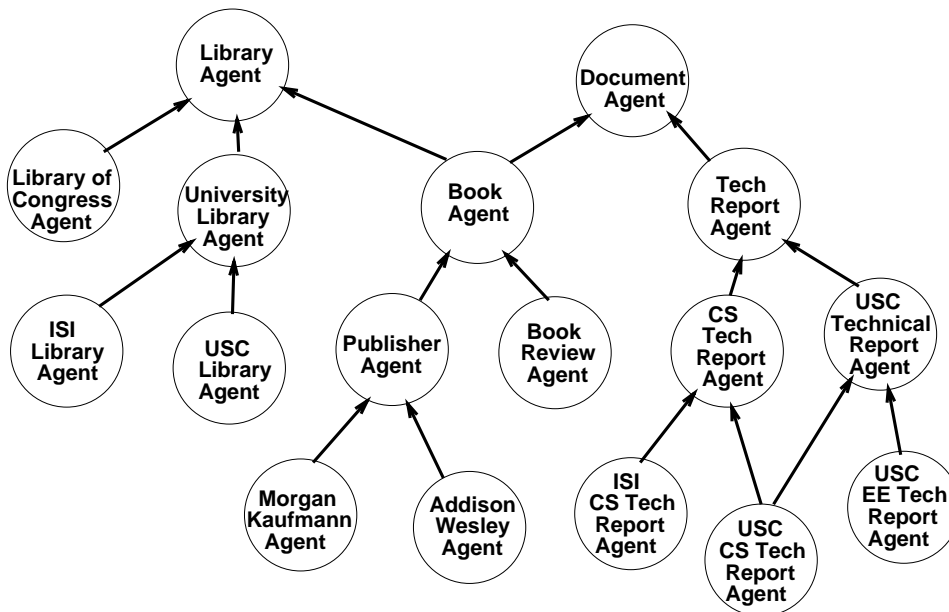 Library
Agent
Document
Agent
Library of
Congress
Agent
University
Library
Agent
Book
Agent
Tech
Report
Agent
ISI
Library
Agent
USC
Library
Agent
Publisher
Agent
Book
Review
Agent
CS
Tech
Report
Agent
USC
Technical
Report
Agent
Morgan
Kaufmann
Agent
Addison
Wesley
Agent
ISI
CS Tech
Report
Agent
USC
CS Tech
Report
Agent
USC
EE Tech
Report
Agent